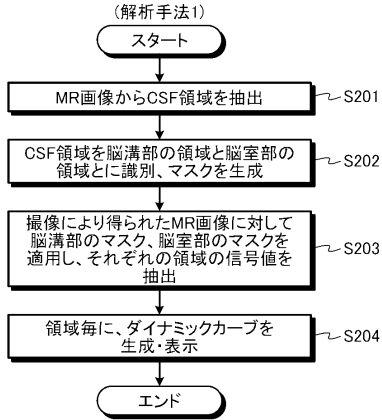 (解析手法1)
スタート
MR画像からCSF領域を抽出
S201
CSF領域を脳溝部の領域と脳室部の
領域とに識別、マスクを生成
S202
撮像により得られたMR画像に対して
脳溝部のマスク、脳室部のマスクを
適用し、それぞれの領域の信号値を
抽出
S203
領域毎に、ダイナミックカーブを
生成・表示
S204
エンド